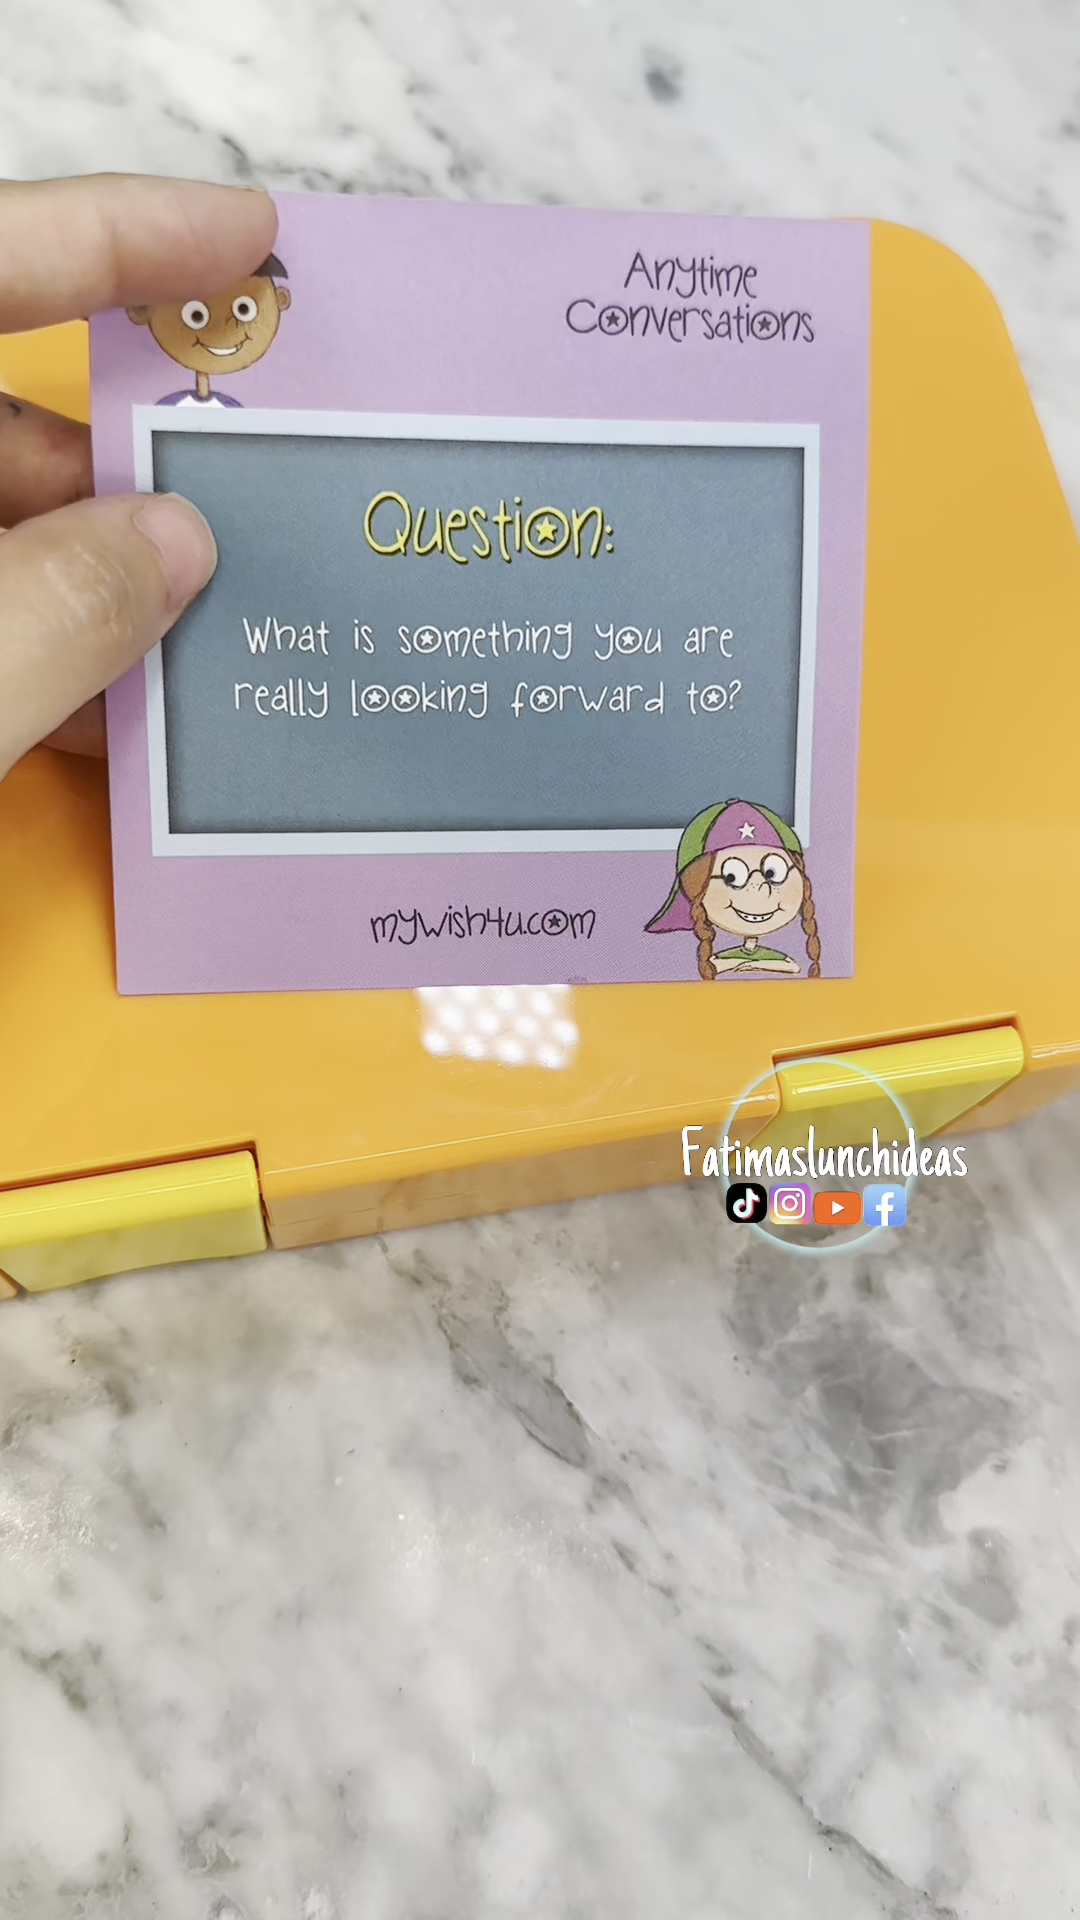 Anytime
Conversations
Question:
What is something you are
really looking forward to?
mywish4u.com
Fatimaslunchideas